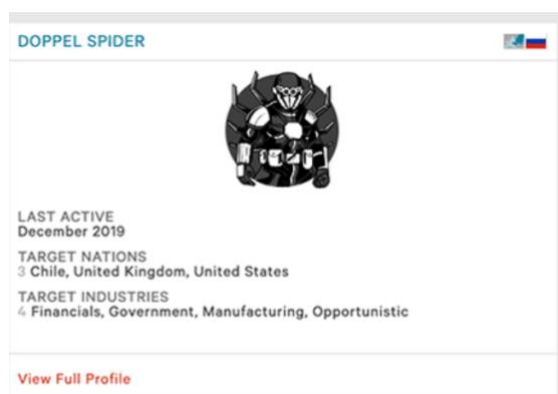 DOPPEL SPIDER
LAST ACTIVE
December 2019
TARGET NATIONS
3 Chile, United Kingdom, United States
TARGET INDUSTRIES
4 Financials, Government, Manufacturing, Opportunistic
View Full Profile